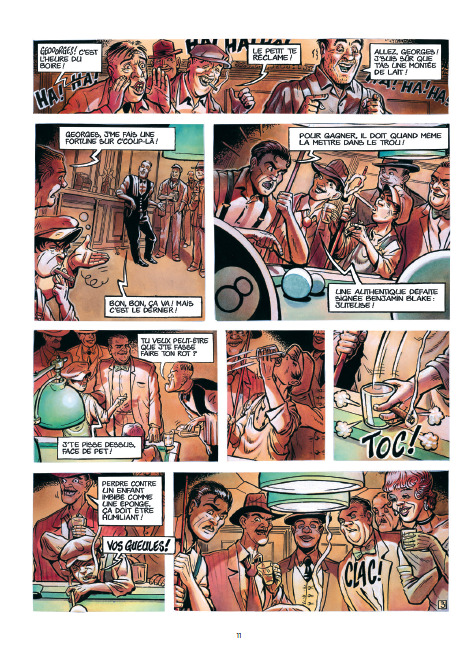 GEOOORGES! C'EST
L'HEURE DU
BOIRE!
HA! HA!
HA! HA! HA!
LE PETIT TE
RÉCLAME!
ALLEZ, GEORGES!
J'SUIS SÛR QUE
T'AS UNE MONTÉE
DE LAIT!
HA! HA!
GEORGES, J'ME FAIS UNE
FORTUNE SUR C'COUP-LÀ!
BON, BON, ÇA VA! MAIS
C'EST LE DERNIER!
POUR GAGNER, IL DOIT QUAND MÊME
LA METTRE DANS LE TROU!
8
UNE AUTHENTIQUE DÉFAITE
SIGNÉE BENJAMIN BLAKE:
JUTEUSE!
TU VEUX PEUT-ÊTRE
QUE J'TE FASSE
FAIRE TON ROT?
J'TE PISSE DESSUS,
FACE DE PET!
TOC!
PERDRE CONTRE
UN ENFANT
IMBIBÉ COMME
UNE ÉPONGE,
ÇA DOIT ÊTRE
HUMILIANT!
VOS GUEULES!
CLAC!
11